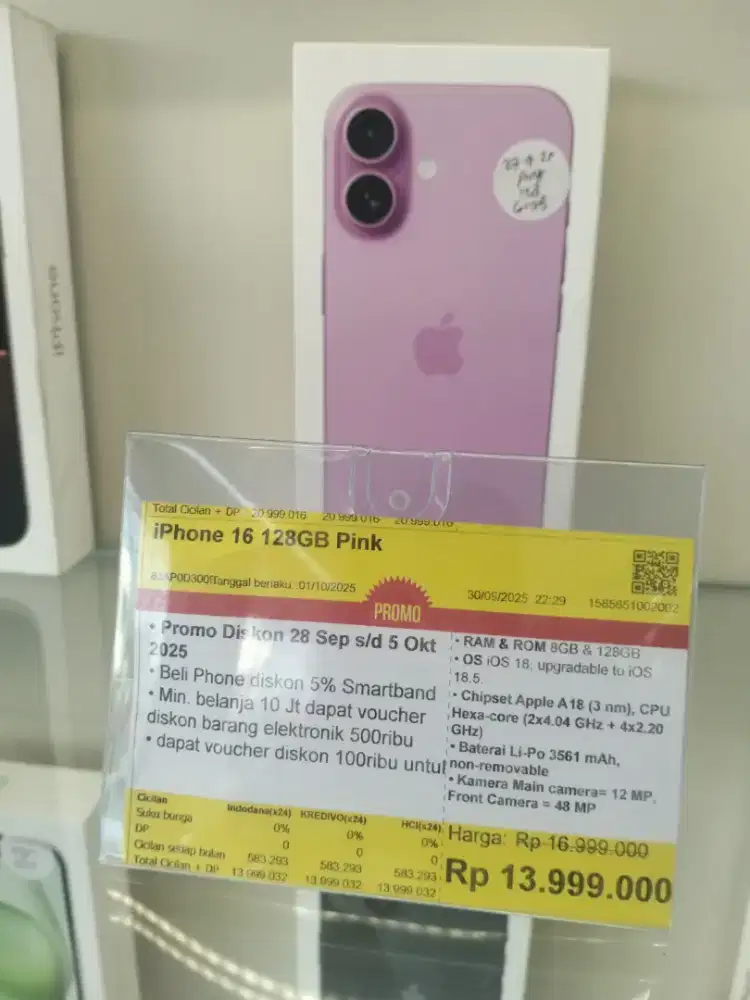 iPhone
Total Cicilan + DP 20.999.016 20.999.016 20.999.016
iPhone 16 128GB Pink
Tanggal berlaku :01/10/2025
30/09/2025 22:29 1585651002002
PROMO
• Promo Diskon 28 Sep s/d 5 Okt
2025
• Beli Phone diskon 5% Smartband
• Min. belanja 10 Jt dapat voucher
diskon barang elektronik 500ribu
• dapat voucher diskon 100ribu untuk
• RAM & ROM 8GB & 128GB
• OS iOS 18, upgradable to iOS
18.5
• Chipset Apple A18 (3 nm), CPU
Hexa-core (2x4.04 GHz + 4x2.20
GHz)
• Baterai Li-Po 3561 mAh,
non-removable
• Kamera Main camera= 12 MP,
Front Camera = 48 MP
Cicilan Indodana(x24) KREDIVO(x24) HCI(x24)
Suku bunga 0% 0% 0%
DP 0 0 0
Cicilan setiap bulan 583.293 583.293 583.293
Total Cicilan + DP 13.999.032 13.999.032 13.999.032
Harga: Rp 16.999.000
Rp 13.999.000